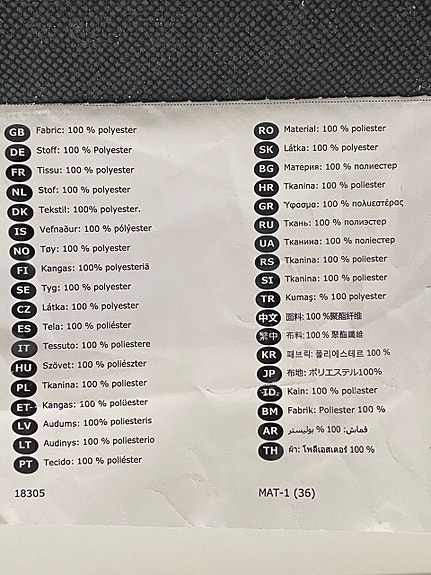 GB Fabric: 100 % polyester
DE Stoff: 100 % Polyester
FR Tissu: 100 % polyester
NL Stof: 100 % polyester
DK Tekstil: 100% polyester.
IS Vefnaður: 100 % pólýester
NO Tøy: 100 % polyester
FI Kangas: 100% polyesteriä
SE Tyg: 100 % polyester
CZ Látka: 100 % polyester
ES Tela: 100 % poliéster
IT Tessuto: 100 % poliestere
HU Szövet: 100 % poliészter
PL Tkanina: 100 % poliester
ET Kangas: 100 % polüester
LV Audums: 100% poliesteris
LT Audinys: 100 % poliesterio
PT Tecido: 100 % poliéster
18305
RO Material: 100 % poliester
SK Látka: 100 % polyester
BG Материя: 100 % полиестер
HR Tkanina: 100 % poliester
GR Ύφασμα: 100 % πολυεστέρας
RU Ткань: 100 % полиэстер
UA Тканина: 100 % поліестер
RS Tkanina: 100 % poliester
SI Tkanina: 100 % poliester
TR Kumaş: % 100 polyester
中文 面料: 100 %聚酯纤维
繁中 布料: 100 % 聚酯纖維
KR 패브릭: 폴리에스테르 100 %
JP 布地: ポリエステル100%
ID Kain: 100 % poliester
BM Fabrik: Poliester 100 %
AR قماش: 100 % بوليستر
TH ผ้า: โพลีเอสเตอร์ 100 %
MAT-1 (36)